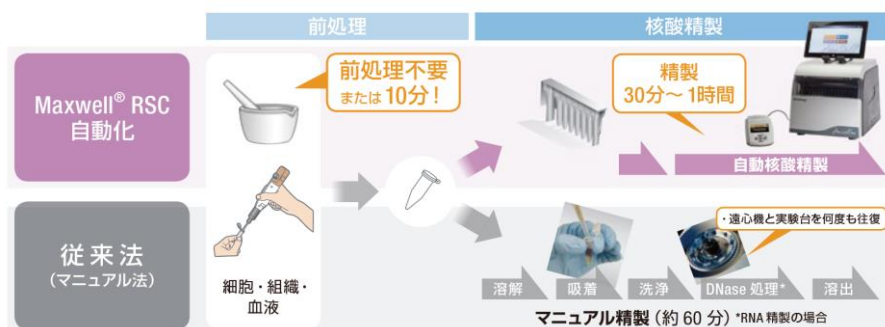 前処理
核酸精製
Maxwell® RSC
自動化
前処理不要
または 10分！
精製
30分～1時間
自動核酸精製
従来法
(マニュアル法)
細胞・組織・
血液
・遠心機と実験台を何度も往復
溶解
吸着
洗浄
DNase 処理*
溶出
マニュアル精製 (約 60 分) *RNA 精製の場合